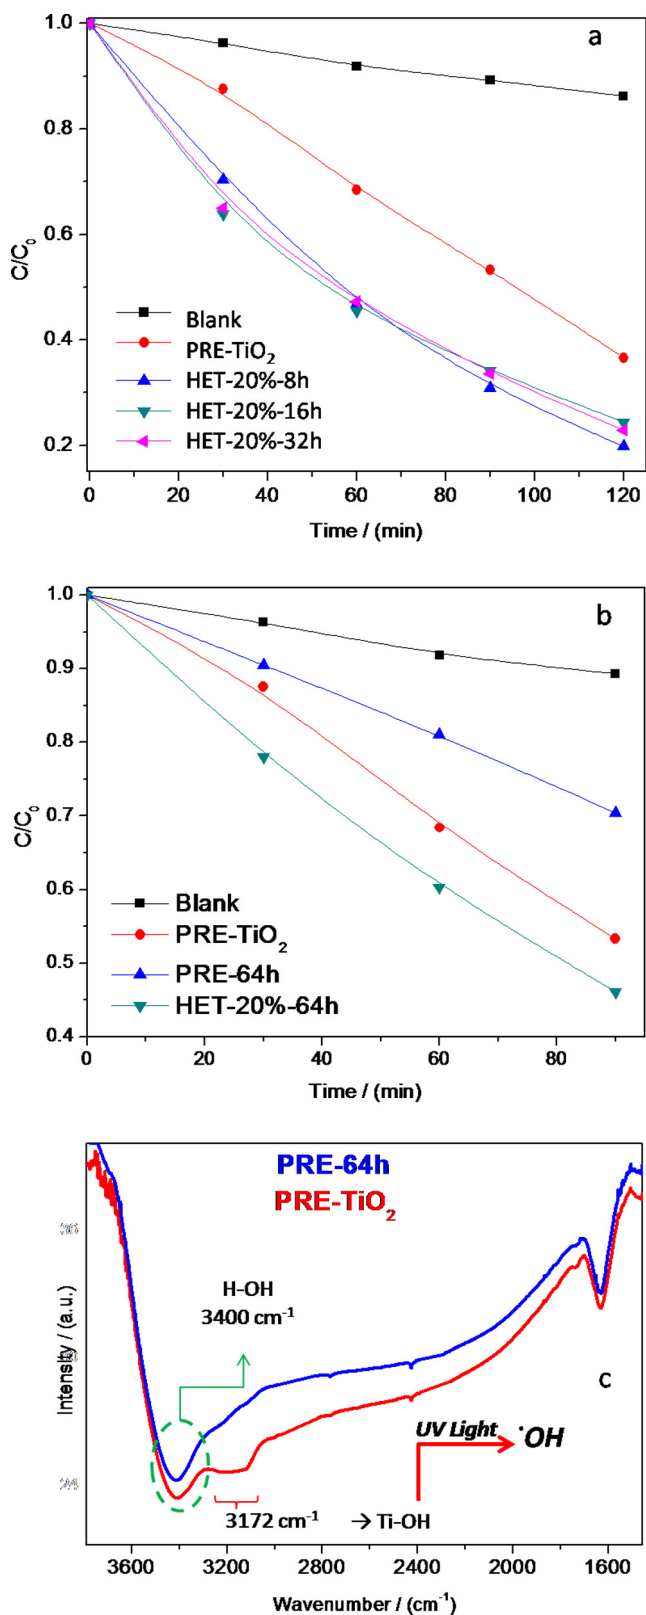 1.0
0.8
0.6
0.4
0.2
C/C₀
a
Blank
PRE-TiO₂
HET-20%-8h
HET-20%-16h
HET-20%-32h
0 20 40 60 80 100 120
Time / (min)
1.0
0.9
0.8
0.7
0.6
0.5
0.4
C/C₀
b
Blank
PRE-TiO₂
PRE-64h
HET-20%-64h
0 20 40 60 80
Time / (min)
PRE-64h
PRE-TiO₂
36
30
24
Intensity / (a.u.)
H-OH
3400 cm⁻¹
c
UV Light
·OH
3172 cm⁻¹ → Ti-OH
3600 3200 2800 2400 2000 1600
Wavenumber / (cm⁻¹)